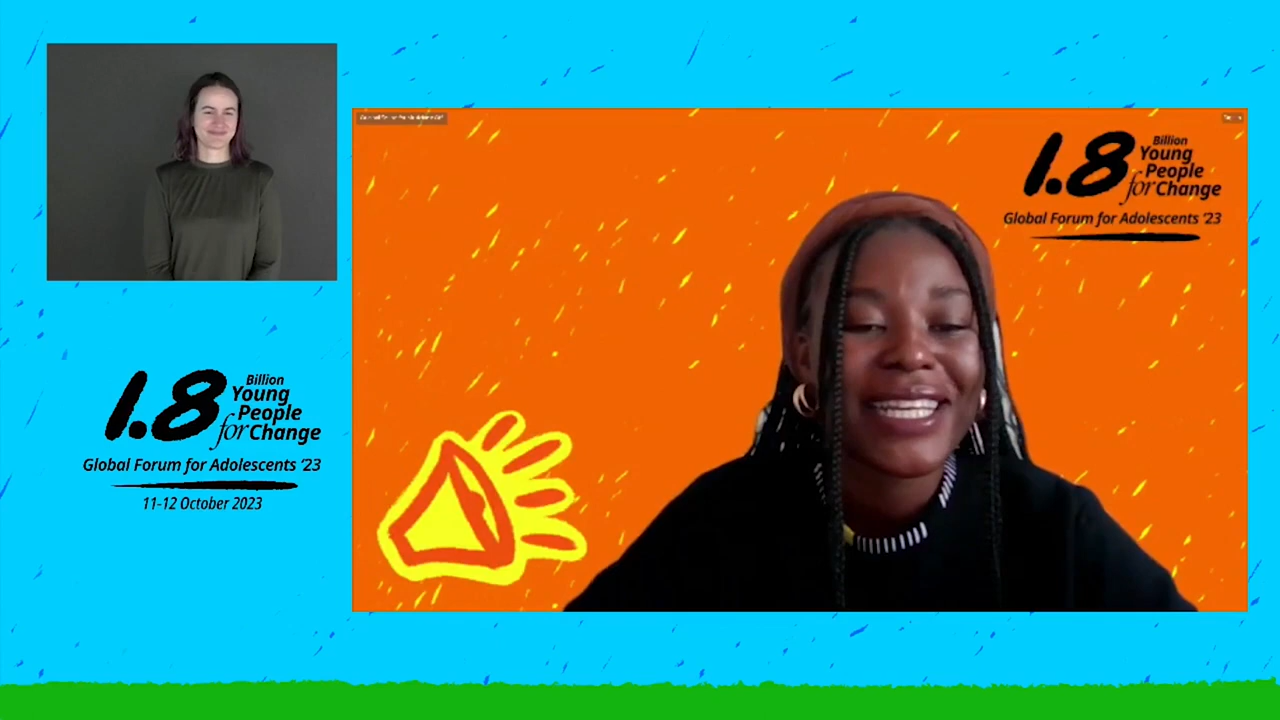 1.8
Billion
Young
People
for Change
Global Forum for Adolescents ‘23
1.8
Billion
Young
People
for Change
Global Forum for Adolescents ‘23
11-12 October 2023